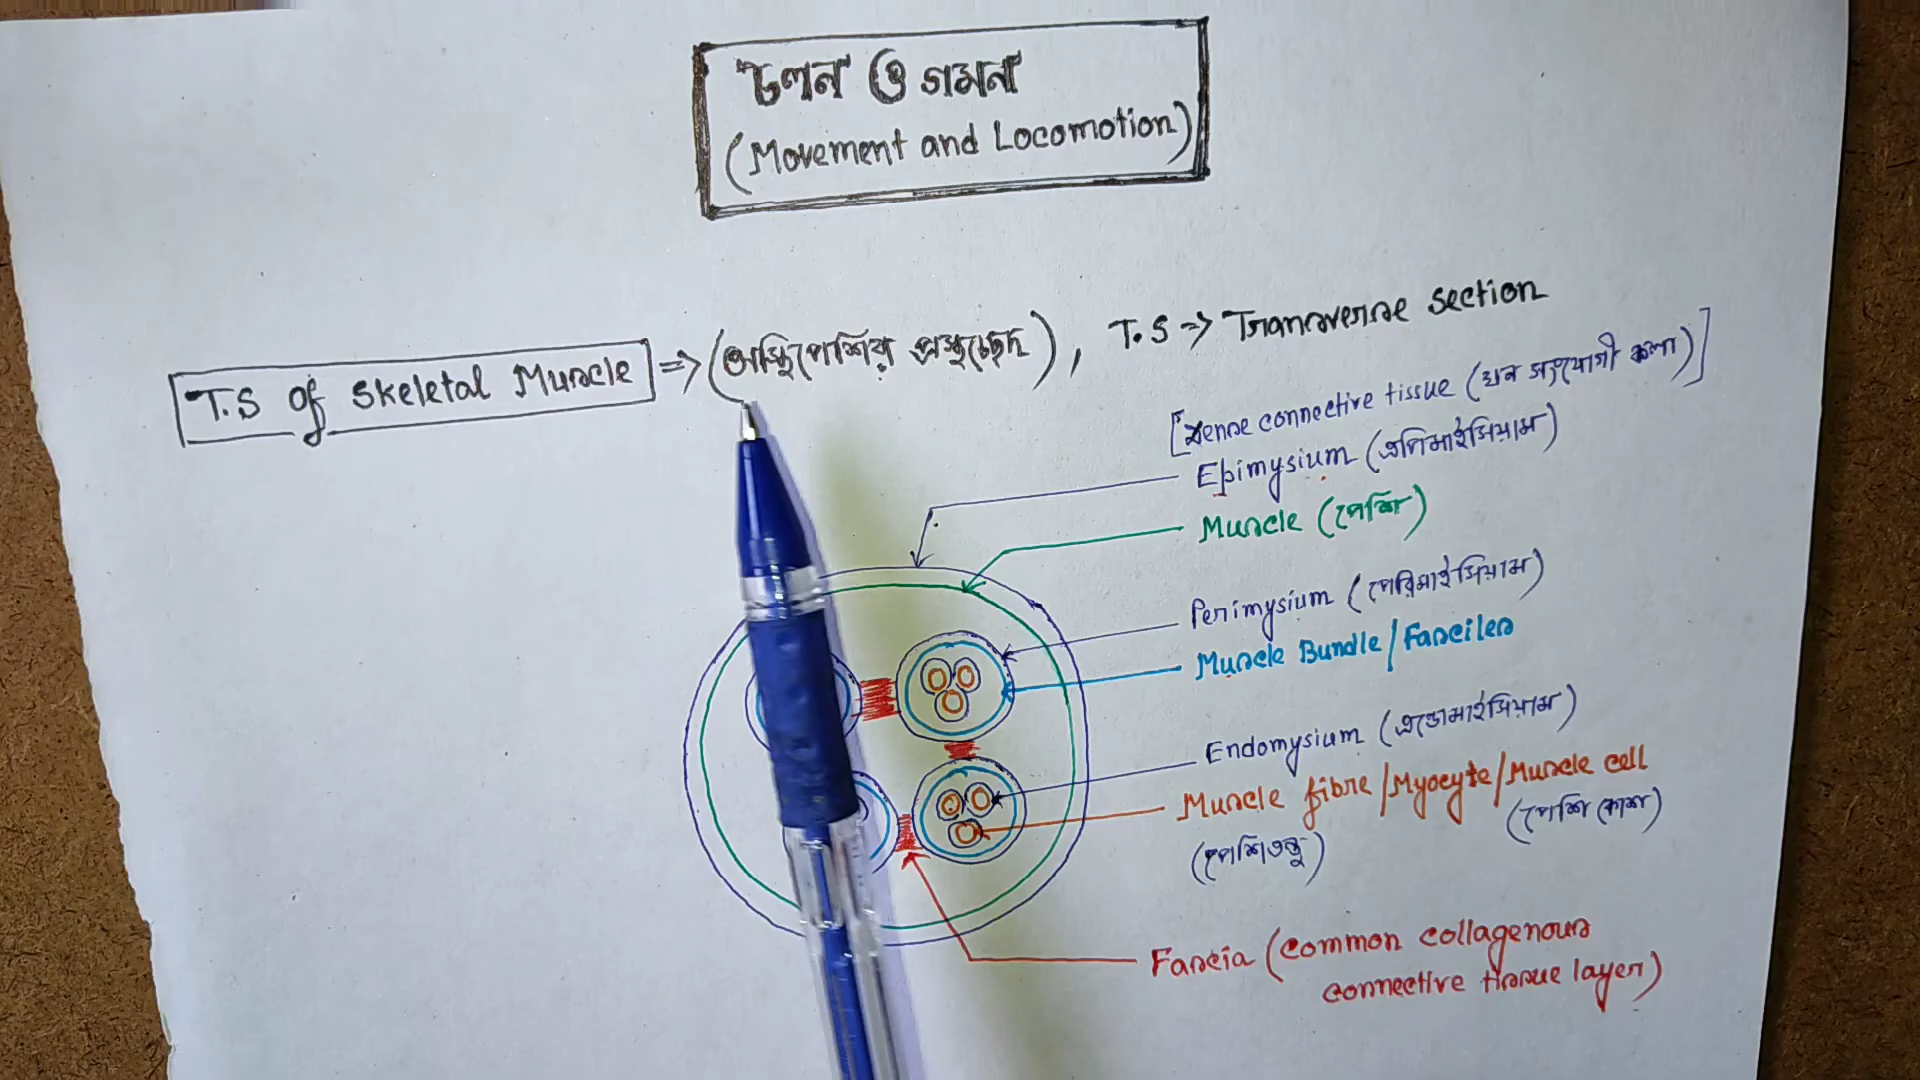 চলন ও গমন
(Movement and Locomotion)
T.S of Skeletal Muscle => (অস্থিপেশির প্রস্থচ্ছেদ), T.S => Transverse section
[Dense connective tissue (ঘন সংযোগী কলা)]
Epimysium (এপিমাইসিয়াম)
Muscle (পেশি)
Perimysium (পেরিমাইসিয়াম)
Muscle Bundle/Fasciles
Endomysium (এন্ডোমাইসিয়াম)
Muscle fibre/Myocyte/Muscle cell
(পেশি কোশ)
(পেশিতন্তু)
Fascia (common collagenous
connective tissue layer)